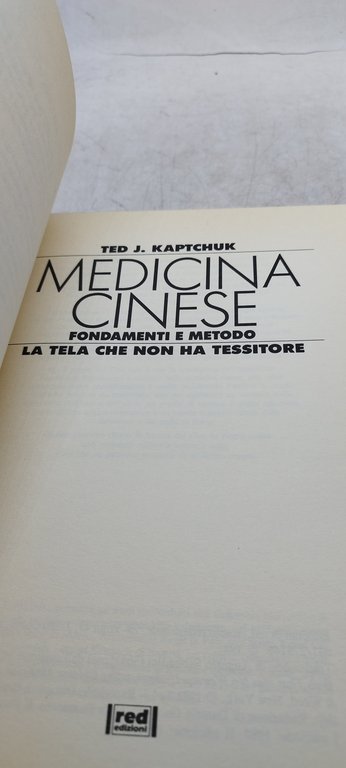 TED J. KAPTCHUK
MEDICINA
CINESE
FONDAMENTI E METODO
LA TELA CHE NON HA TESSITORE
red
edizioni